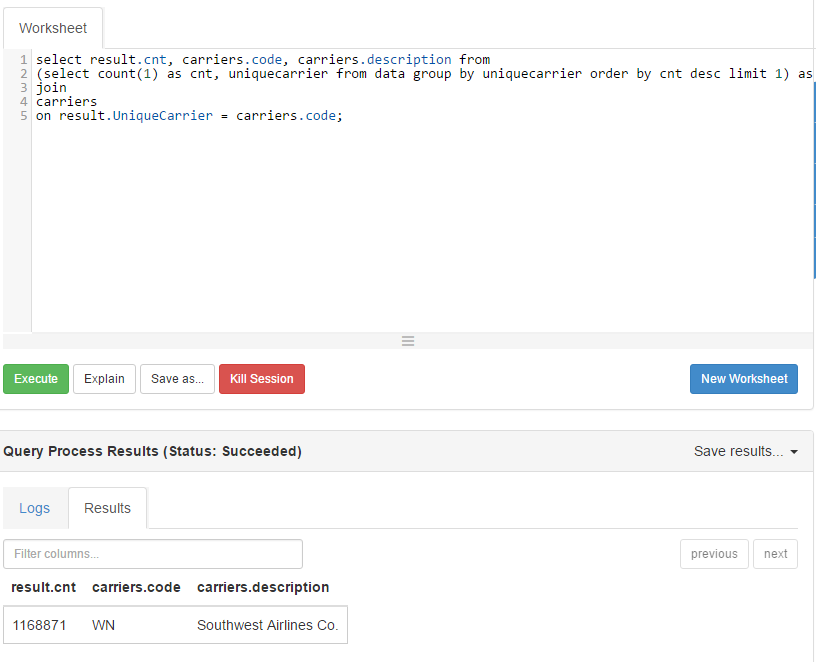 Worksheet
1 select result.cnt, carriers.code, carriers.description from
2 (select count(1) as cnt, uniquecarrier from data group by uniquecarrier order by cnt desc limit 1) as
3 join
4 carriers
5 on result.UniqueCarrier = carriers.code;
Execute Explain Save as... Kill Session New Worksheet
Query Process Results (Status: Succeeded) Save results...
Logs Results
Filter columns... previous next
result.cnt carriers.code carriers.description
1168871 WN Southwest Airlines Co.